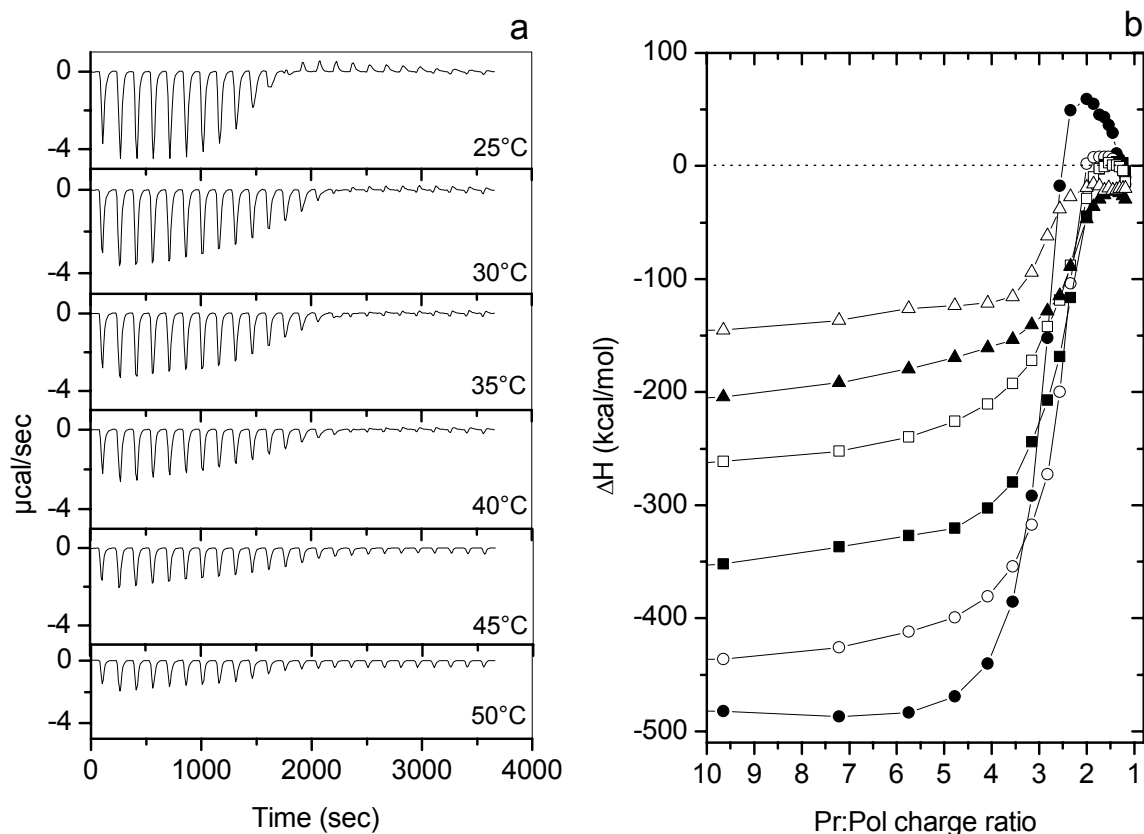 a
0
-4
25°C
0
-4
30°C
0
-4
35°C
0
-4
40°C
0
-4
45°C
0
-4
50°C
µcal/sec
0 1000 2000 3000 4000
Time (sec)
b
100
0
-100
-200
-300
-400
-500
ΔH (kcal/mol)
10 9 8 7 6 5 4 3 2 1
Pr:Pol charge ratio